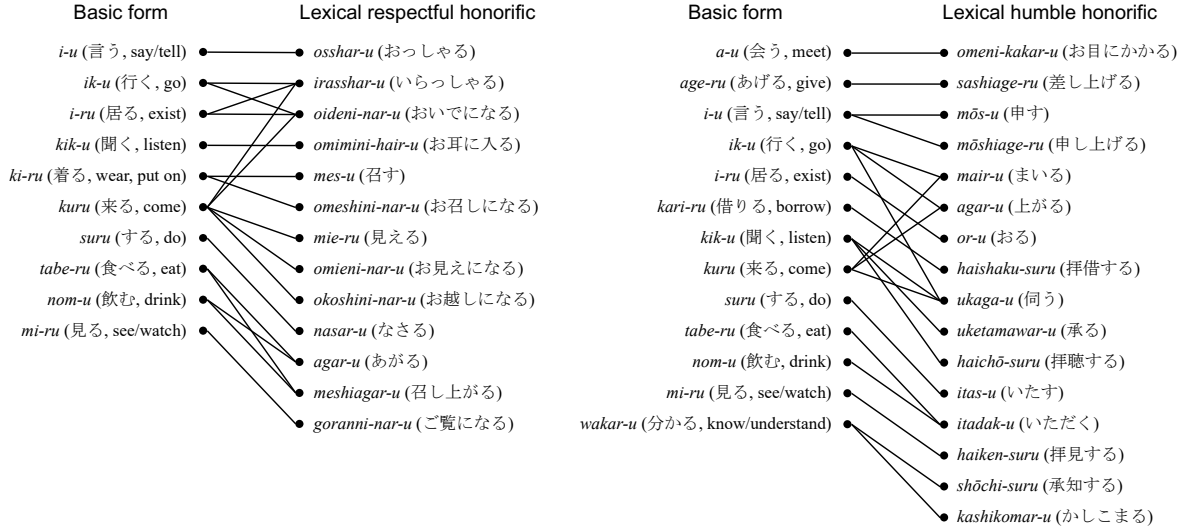 Basic form
Lexical respectful honorific
i-u (言う, say/tell)
osshar-u (おっしゃる)
ik-u (行く, go)
irasshar-u (いらっしゃる)
i-ru (居る, exist)
oideni-nar-u (おいでになる)
kik-u (聞く, listen)
omimini-hair-u (お耳に入る)
ki-ru (着る, wear, put on)
mes-u (召す)
omeshini-nar-u (お召しになる)
kuru (来る, come)
mie-ru (見える)
suru (する, do)
omieni-nar-u (お見えになる)
tabe-ru (食べる, eat)
okoshini-nar-u (お越しになる)
nom-u (飲む, drink)
nasar-u (なさる)
mi-ru (見る, see/watch)
agar-u (あがる)
meshiagar-u (召し上がる)
goranni-nar-u (ご覧になる)
Basic form
Lexical humble honorific
a-u (会う, meet)
omeni-kakar-u (お目にかかる)
age-ru (あげる, give)
sashiage-ru (差し上げる)
i-u (言う, say/tell)
mōs-u (申す)
ik-u (行く, go)
mōshiage-ru (申し上げる)
i-ru (居る, exist)
mair-u (まいる)
kari-ru (借りる, borrow)
agar-u (上がる)
kik-u (聞く, listen)
or-u (おる)
kuru (来る, come)
haishaku-suru (拝借する)
suru (する, do)
ukaga-u (伺う)
tabe-ru (食べる, eat)
uketamawar-u (承る)
nom-u (飲む, drink)
haichō-suru (拝聴する)
mi-ru (見る, see/watch)
itas-u (いたす)
wakar-u (分かる, know/understand)
itadak-u (いただく)
haiken-suru (拝見する)
shōchi-suru (承知する)
kashikomar-u (かしこまる)